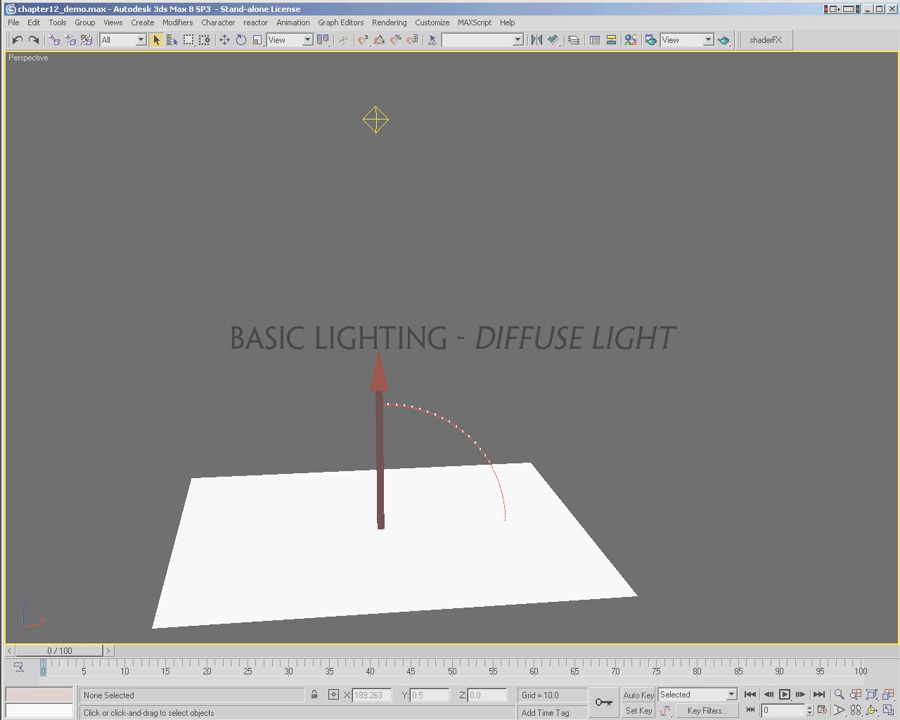 chapter12_demo.max - Autodesk 3ds Max 8 SP3 - Stand-alone License
File Edit Tools Group Views Create Modifiers Character reactor Animation Graph Editors Rendering Customize MAXScript Help
All View View shaderFX
Perspective
BASIC LIGHTING - DIFFUSE LIGHT
0 / 100
0 5 10 15 20 25 30 35 40 45 50 55 60 65 70 75 80 85 90 95 100
None Selected X: 189.263 Y: 0.5 Z: 0.0 Grid = 10.0 Auto Key Selected
Click or click-and-drag to select objects Add Time Tag Set Key Key Filters... 0